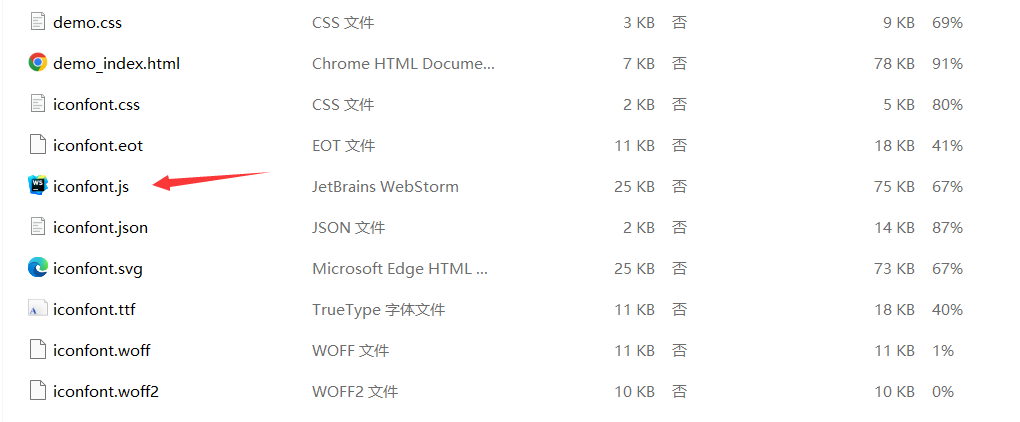 demo.css CSS 文件 3 KB 否 9 KB 69%
demo_index.html Chrome HTML Docume... 7 KB 否 78 KB 91%
iconfont.css CSS 文件 2 KB 否 5 KB 80%
iconfont.eot EOT 文件 11 KB 否 18 KB 41%
WS iconfont.js JetBrains WebStorm 25 KB 否 75 KB 67%
iconfont.json JSON 文件 2 KB 否 14 KB 87%
iconfont.svg Microsoft Edge HTML ... 25 KB 否 73 KB 67%
A iconfont.ttf TrueType 字体文件 11 KB 否 18 KB 40%
iconfont.woff WOFF 文件 11 KB 否 11 KB 1%
iconfont.woff2 WOFF2 文件 10 KB 否 10 KB 0%